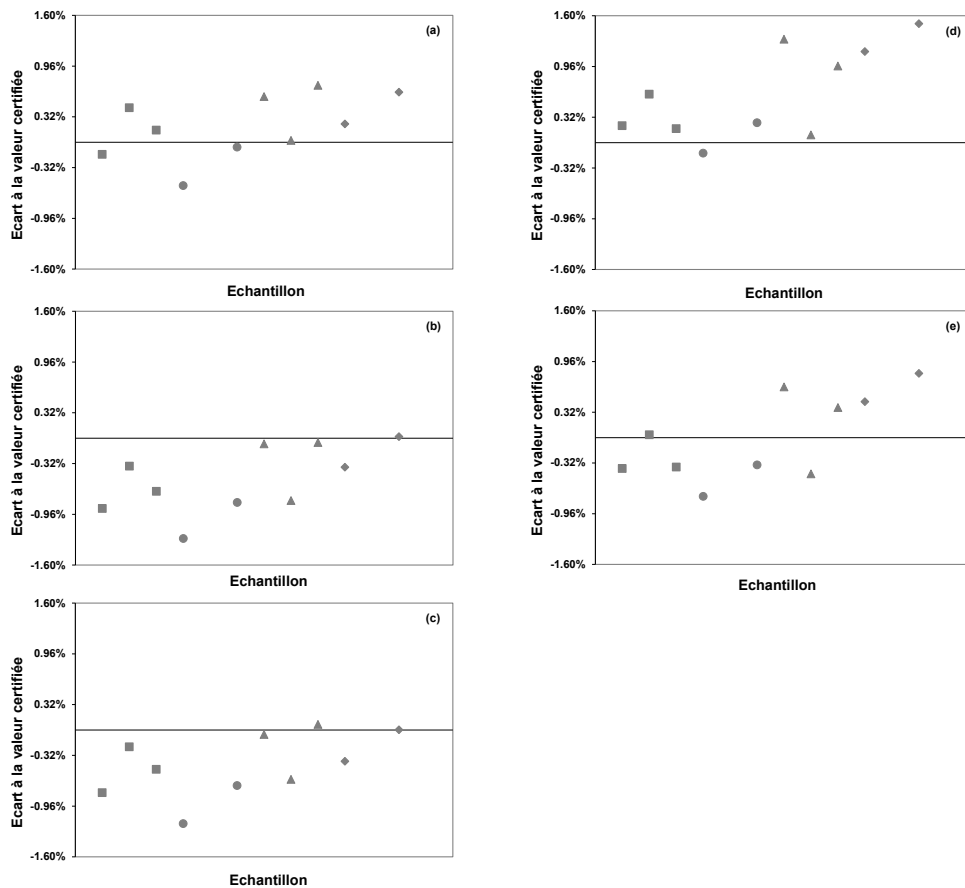 Ecart à la valeur certifiée
1.60%
0.96%
0.32%
-0.32%
-0.96%
-1.60%
(a)
Echantillon
Ecart à la valeur certifiée
1.60%
0.96%
0.32%
-0.32%
-0.96%
-1.60%
(b)
Echantillon
Ecart à la valeur certifiée
1.60%
0.96%
0.32%
-0.32%
-0.96%
-1.60%
(c)
Echantillon
Ecart à la valeur certifiée
1.60%
0.96%
0.32%
-0.32%
-0.96%
-1.60%
(d)
Echantillon
Ecart à la valeur certifiée
1.60%
0.96%
0.32%
-0.32%
-0.96%
-1.60%
(e)
Echantillon